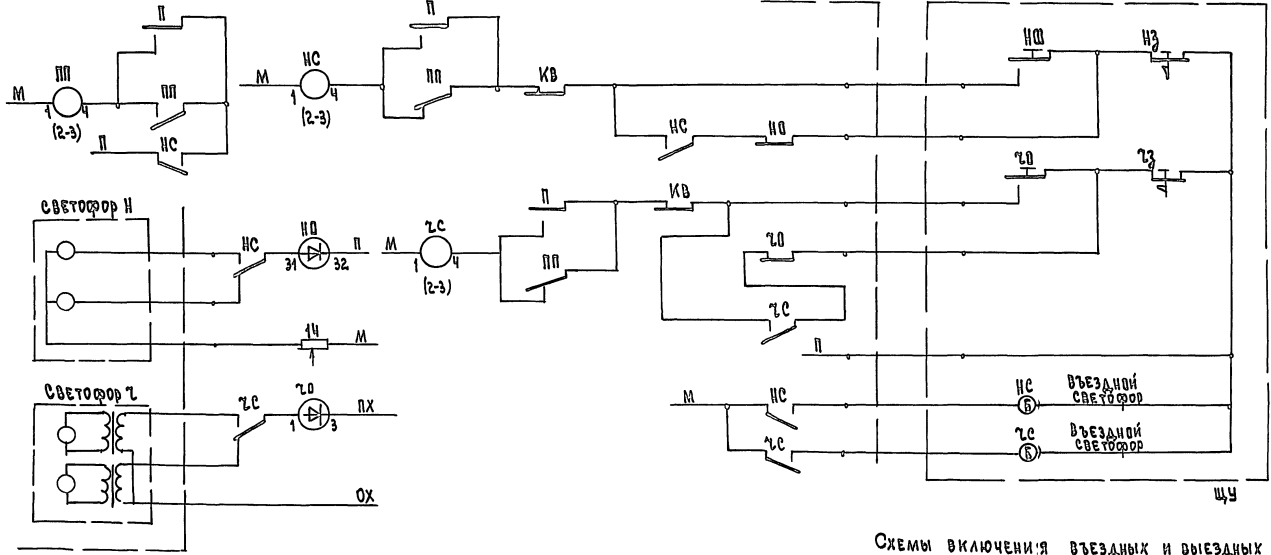 П
ПП
М
1
4
(2-3)
ПП
П
НС
П
НС
М
1
4
(2-3)
ПП
КВ
НС
НО
НО
НЗ
ЧО
ЧЗ
СВЕТОФОР Н
НС
НО
31
32
П
14
М
М
ЧС
1
4
(2-3)
П
ПП
КВ
ЧО
ЧС
П
СВЕТОФОР Ч
ЧС
ЧО
1
3
ПХ
ОХ
М
НС
ЧС
НС
ВЪЕЗДНОЙ
СВЕТОФОР
ЧС
ВЪЕЗДНОЙ
СВЕТОФОР
ЩУ
СХЕМЫ ВКЛЮЧЕНИЯ ВЪЕЗДНЫХ И ВЫЕЗДНЫХ